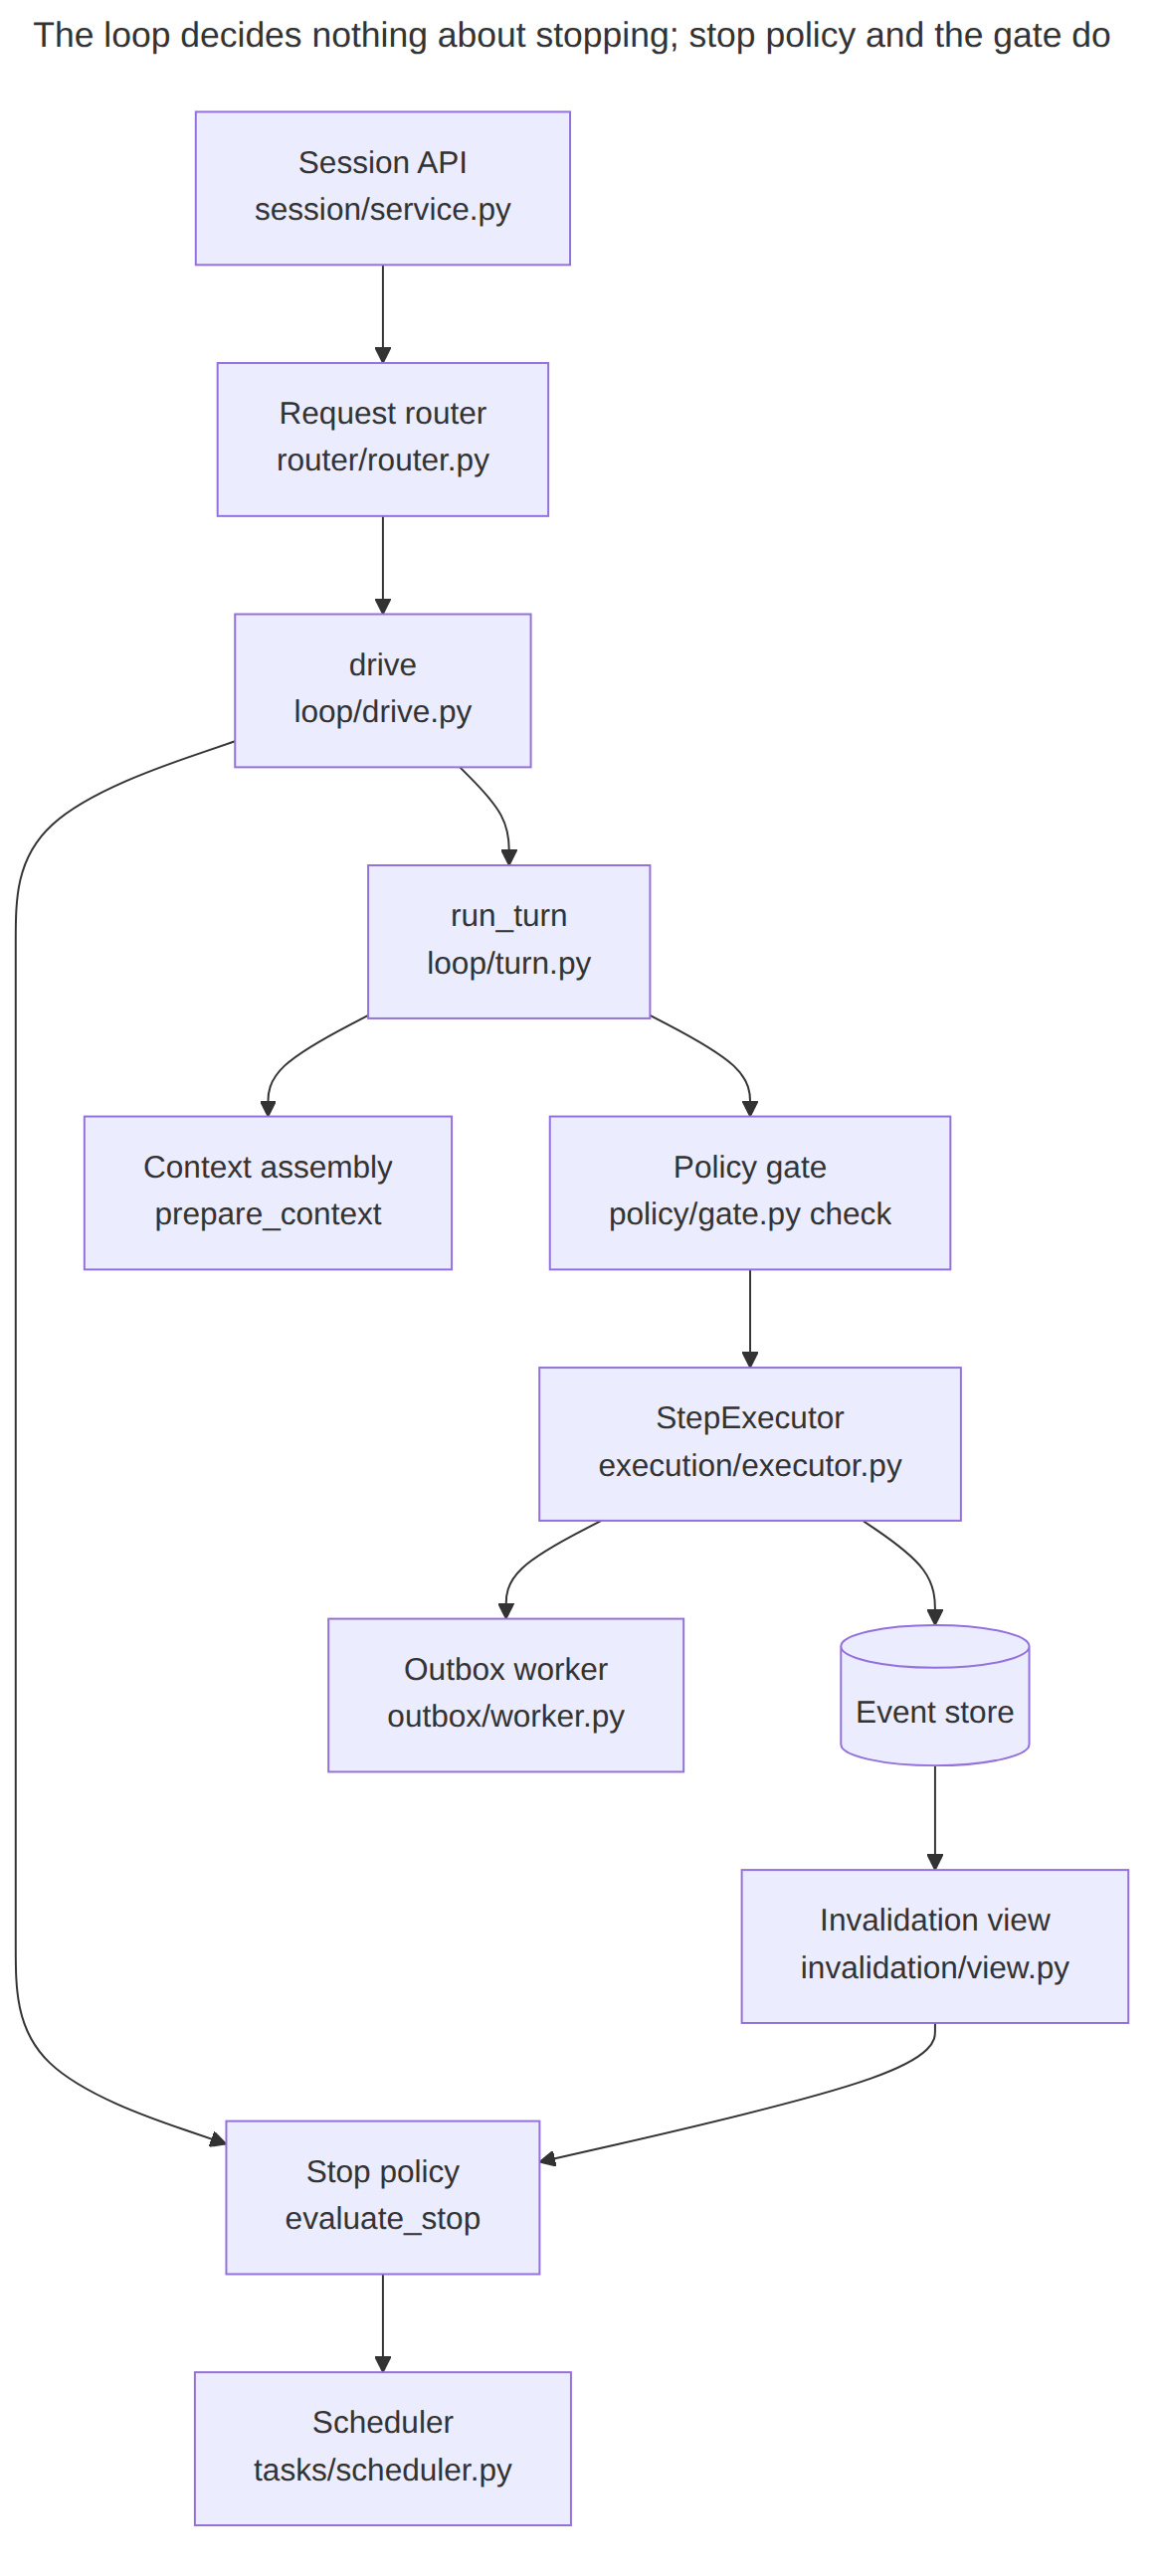 The loop decides nothing about stopping; stop policy and the gate do
Session API
session/service.py
Request router
router/router.py
drive
loop/drive.py
run_turn
loop/turn.py
Context assembly
prepare_context
Policy gate
policy/gate.py check
StepExecutor
execution/executor.py
Outbox worker
outbox/worker.py
Event store
Invalidation view
invalidation/view.py
Stop policy
evaluate_stop
Scheduler
tasks/scheduler.py